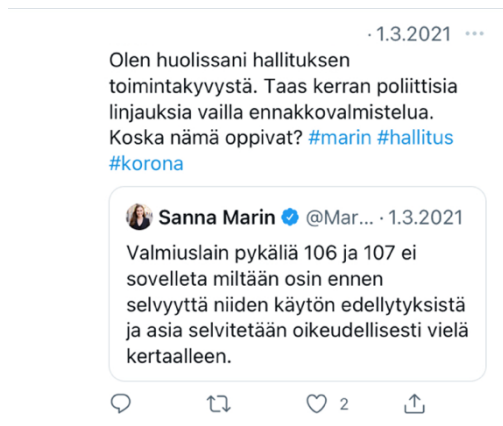 · 1.3.2021
Olen huolissani hallituksen
toimintakyvystä. Taas kerran poliittisia
linjauksia vailla ennakkovalmistelua.
Koska nämä oppivat? #marin #hallitus
#korona
Sanna Marin @Mar... · 1.3.2021
Valmiuslain pykäliä 106 ja 107 ei
sovelleta miltään osin ennen
selvyyttä niiden käytön edellytyksistä
ja asia selvitetään oikeudellisesti vielä
kertaalleen.
2